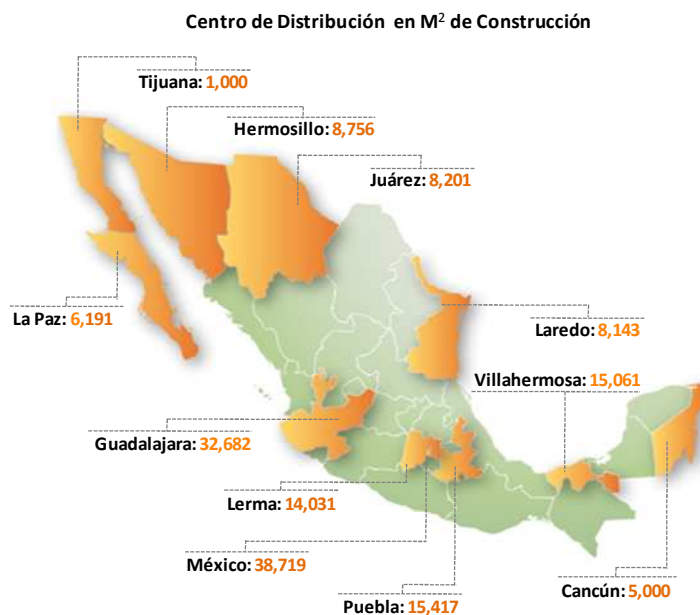 Centro de Distribución en M² de Construcción
Tijuana: 1,000
Hermosillo: 8,756
Juárez: 8,201
La Paz: 6,191
Laredo: 8,143
Villahermosa: 15,061
Guadalajara: 32,682
Lerma: 14,031
México: 38,719
Cancún: 5,000
Puebla: 15,417